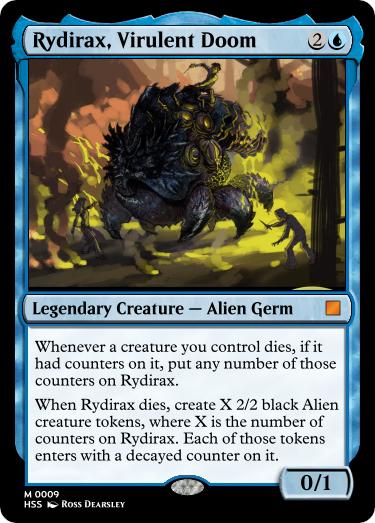 Rydirax, Virulent Doom 2
Legendary Creature — Alien Germ
Whenever a creature you control dies, if it
had counters on it, put any number of those
counters on Rydirax.
When Rydirax dies, create X 2/2 black Alien
creature tokens, where X is the number of
counters on Rydirax. Each of those tokens
enters with a decayed counter on it.
0/1
M 0009
HSS Ross Dearsley